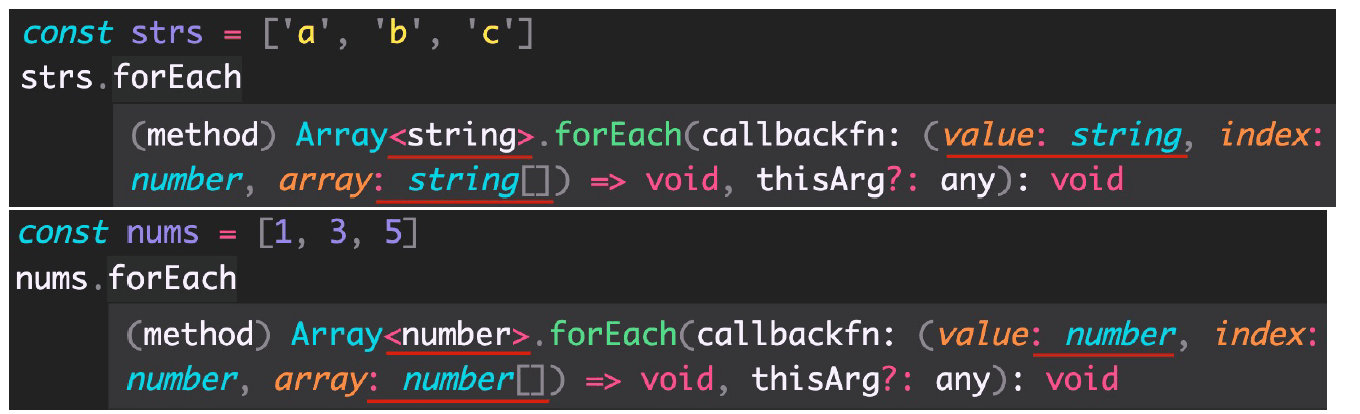 const strs = ['a', 'b', 'c']
strs.forEach
(method) Array<string>.forEach(callbackfn: (value: string, index:
number, array: string[]) => void, thisArg?: any): void
const nums = [1, 3, 5]
nums.forEach
(method) Array<number>.forEach(callbackfn: (value: number, index:
number, array: number[]) => void, thisArg?: any): void